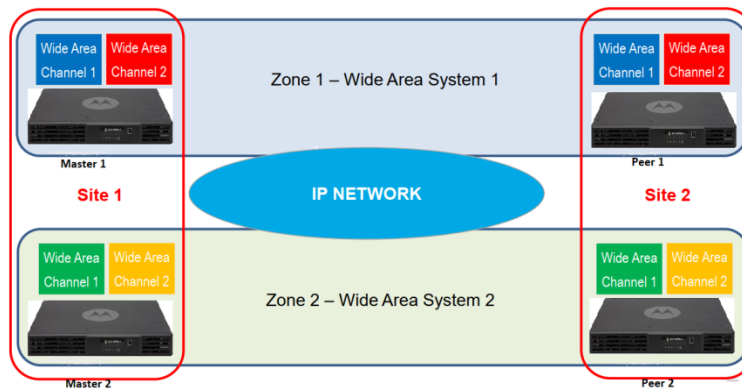 Wide Area
Channel 1
Wide Area
Channel 2
Zone 1 – Wide Area System 1
Wide Area
Channel 1
Wide Area
Channel 2
Master 1
Peer 1
Site 1
IP NETWORK
Site 2
Wide Area
Channel 1
Wide Area
Channel 2
Zone 2 – Wide Area System 2
Wide Area
Channel 1
Wide Area
Channel 2
Master 2
Peer 2